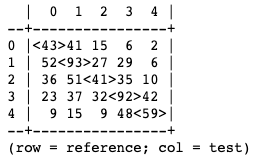 |  0  1  2  3  4 |
--+----------------+
0 |<43>41 15  6  2 |
1 | 52<93>27 29  6 |
2 | 36 51<41>35 10 |
3 | 23 37 32<92>42 |
4 |  9 15  9 48<59>|
--+----------------+
(row = reference; col = test)